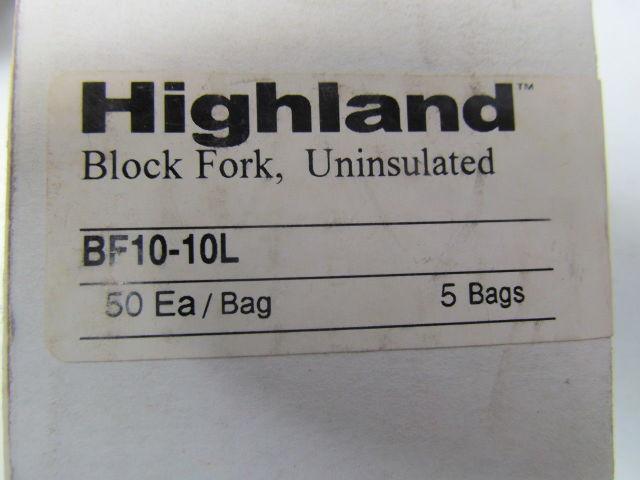 Highland™
Block Fork, Uninsulated
BF10-10L
50 Ea / Bag 5 Bags